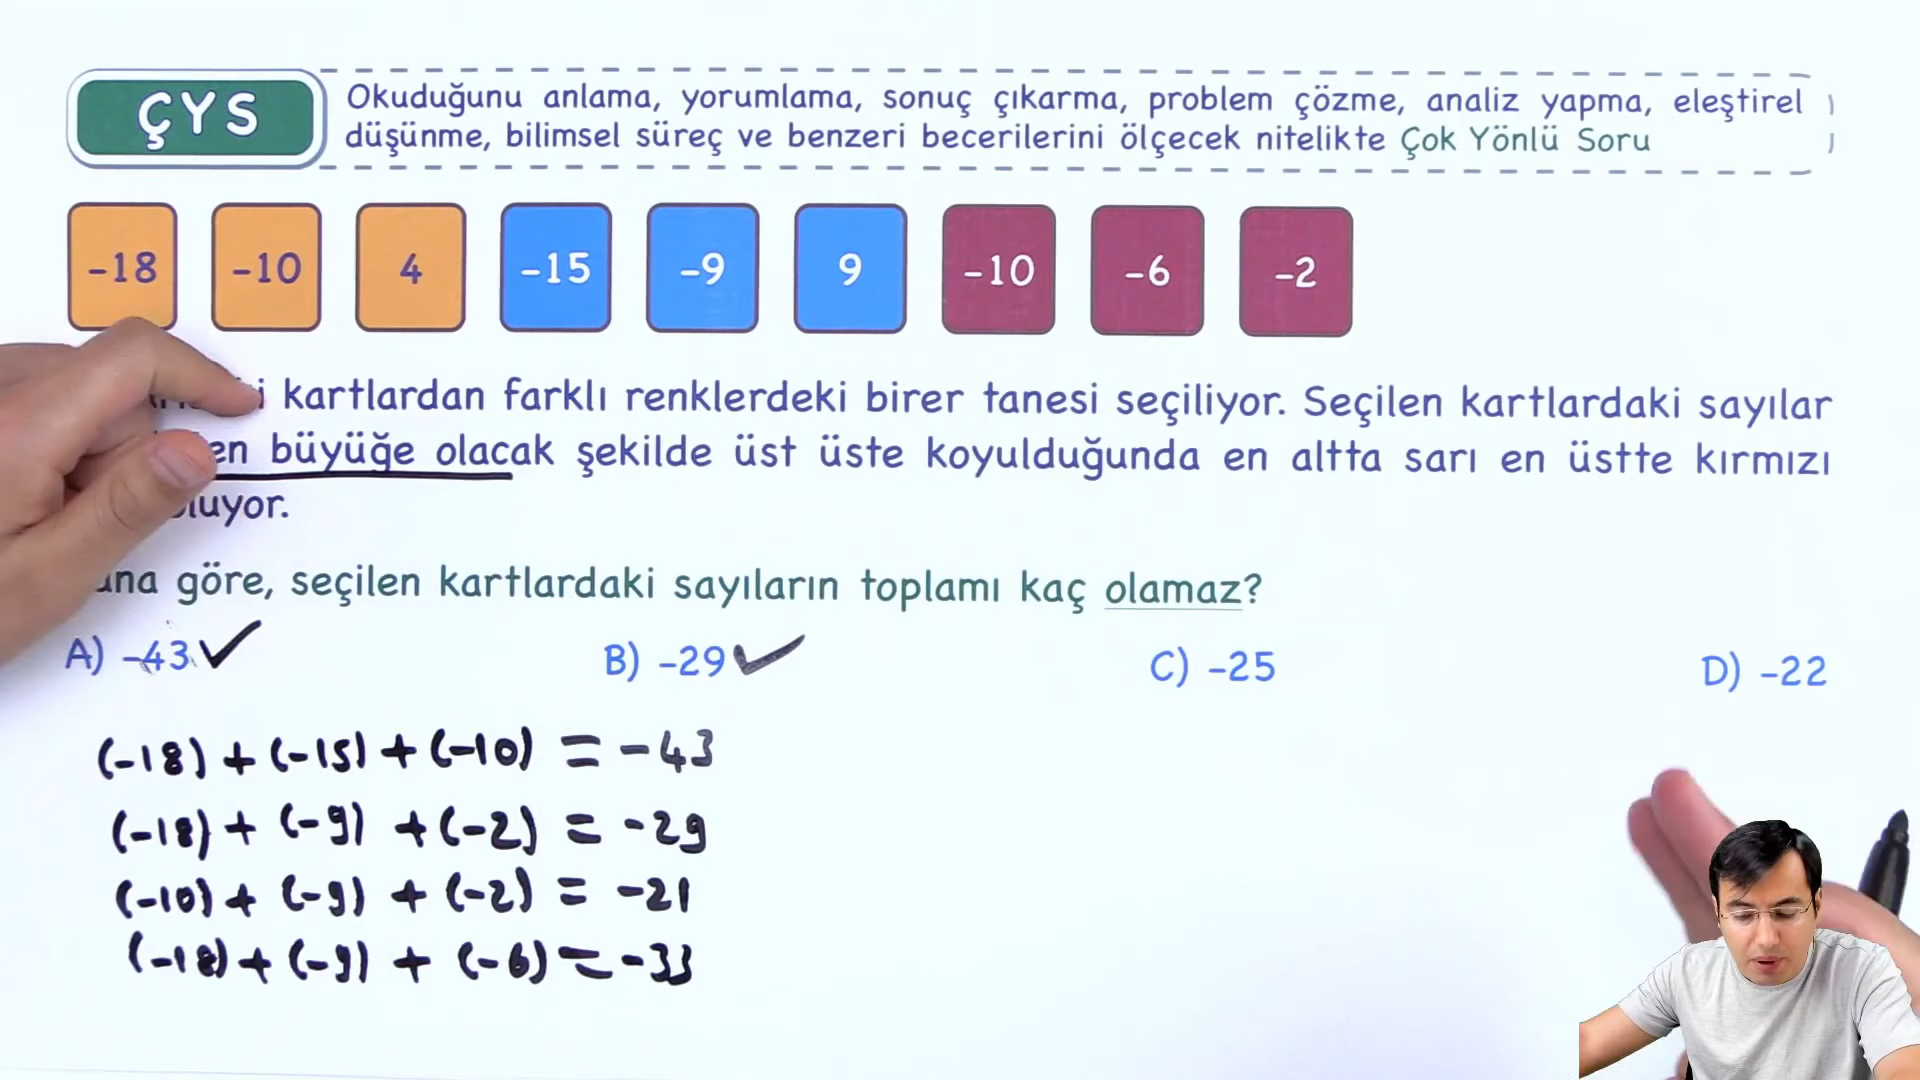 ÇYS
Okuduğunu anlama, yorumlama, sonuç çıkarma, problem çözme, analiz yapma, eleştirel
düşünme, bilimsel süreç ve benzeri becerilerini ölçecek nitelikte Çok Yönlü Soru
-18 -10 4 -15 -9 9 -10 -6 -2
kartlardan farklı renklerdeki birer tanesi seçiliyor. Seçilen kartlardaki sayılar
büyüğe olacak şekilde üst üste koyulduğunda en altta sarı en üstte kırmızı
göre, seçilen kartlardaki sayıların toplamı kaç olamaz?
A) -43 ✓ B) -29 ✓ C) -25 D) -22
(-18) + (-15) + (-10) = -43
(-18) + (-9) + (-2) = -29
(-10) + (-9) + (-2) = -21
(-18) + (-9) + (-6) = -33